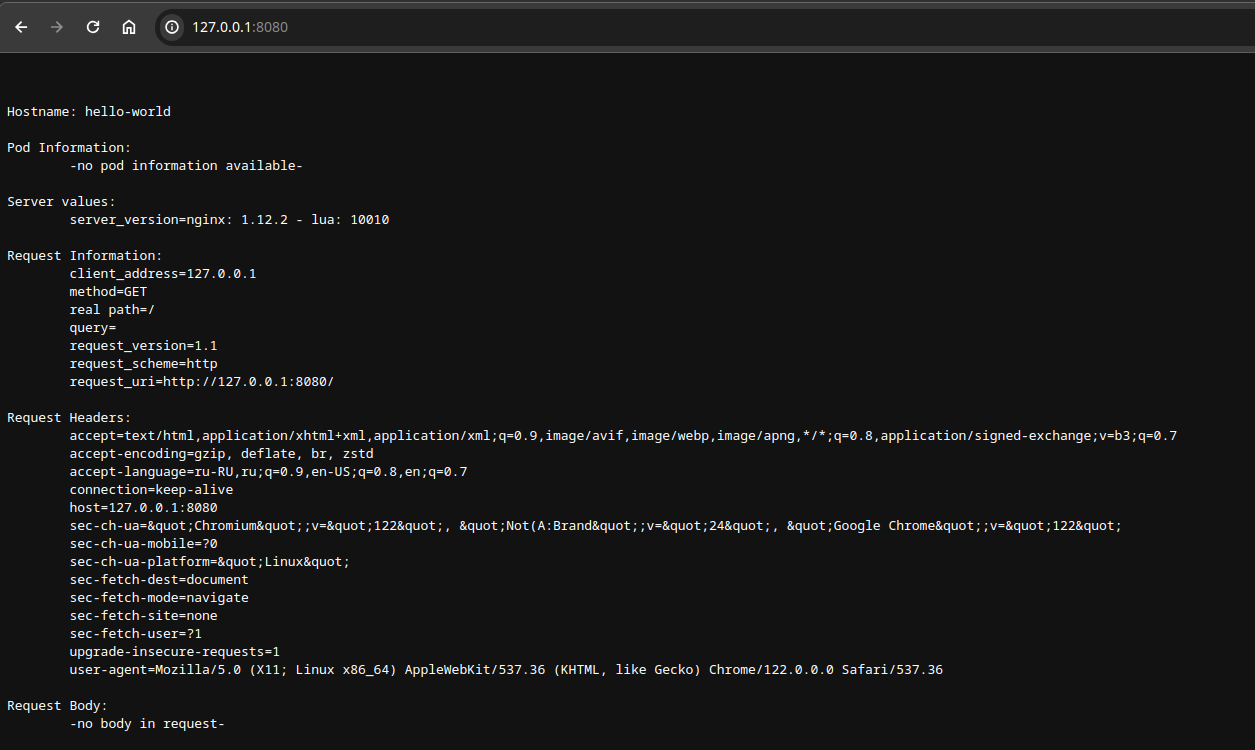 127.0.0.1:8080
Hostname: hello-world
Pod Information:
-no pod information available-
Server values:
server_version=nginx: 1.12.2 - lua: 10010
Request Information:
client_address=127.0.0.1
method=GET
real path=/
query=
request_version=1.1
request_scheme=http
request_uri=http://127.0.0.1:8080/
Request Headers:
accept=text/html,application/xhtml+xml,application/xml;q=0.9,image/avif,image/webp,image/apng,*/*;q=0.8,application/signed-exchange;v=b3;q=0.7
accept-encoding=gzip, deflate, br, zstd
accept-language=ru-RU,ru;q=0.9,en-US;q=0.8,en;q=0.7
connection=keep-alive
host=127.0.0.1:8080
sec-ch-ua=&quot;Chromium&quot;;v=&quot;122&quot;, &quot;Not(A:Brand&quot;;v=&quot;24&quot;, &quot;Google Chrome&quot;;v=&quot;122&quot;
sec-ch-ua-mobile=?0
sec-ch-ua-platform=&quot;Linux&quot;
sec-fetch-dest=document
sec-fetch-mode=navigate
sec-fetch-site=none
sec-fetch-user=?1
upgrade-insecure-requests=1
user-agent=Mozilla/5.0 (X11; Linux x86_64) AppleWebKit/537.36 (KHTML, like Gecko) Chrome/122.0.0.0 Safari/537.36
Request Body:
-no body in request-